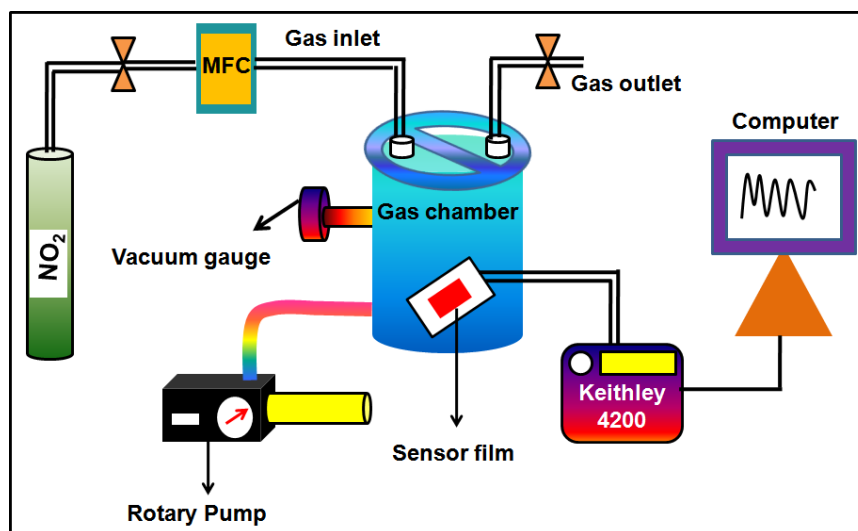 Gas inlet
MFC
Gas outlet
Computer
NO₂
Gas chamber
Vacuum gauge
Keithley
4200
Sensor film
Rotary Pump